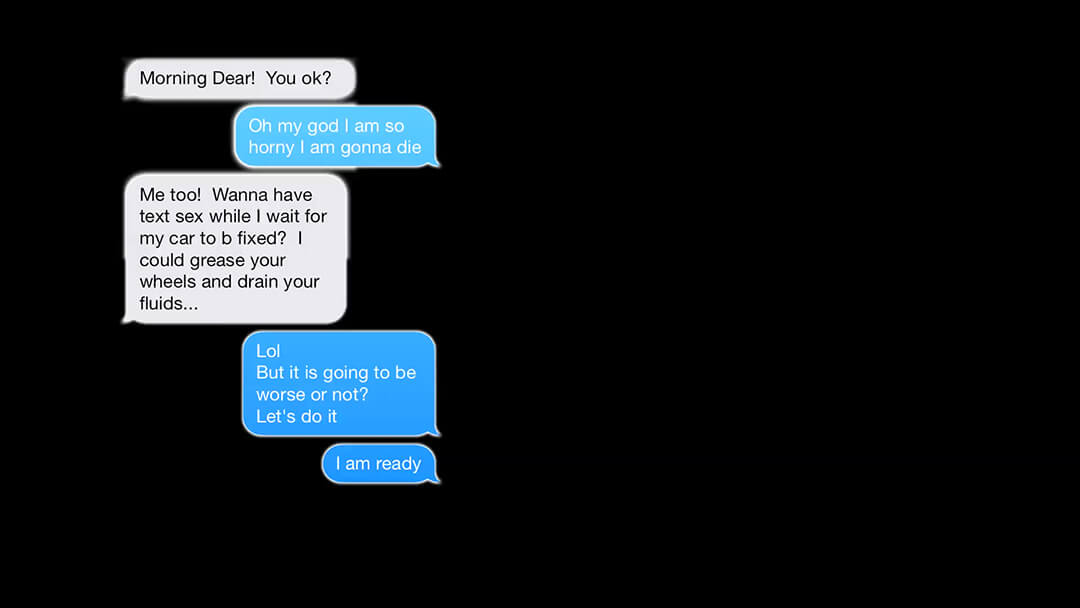 Morning Dear!  You ok?
Oh my god I am so
horny I am gonna die
Me too!  Wanna have
text sex while I wait for
my car to b fixed?  I
could grease your
wheels and drain your
fluids...
Lol
But it is going to be
worse or not?
Let's do it
I am ready